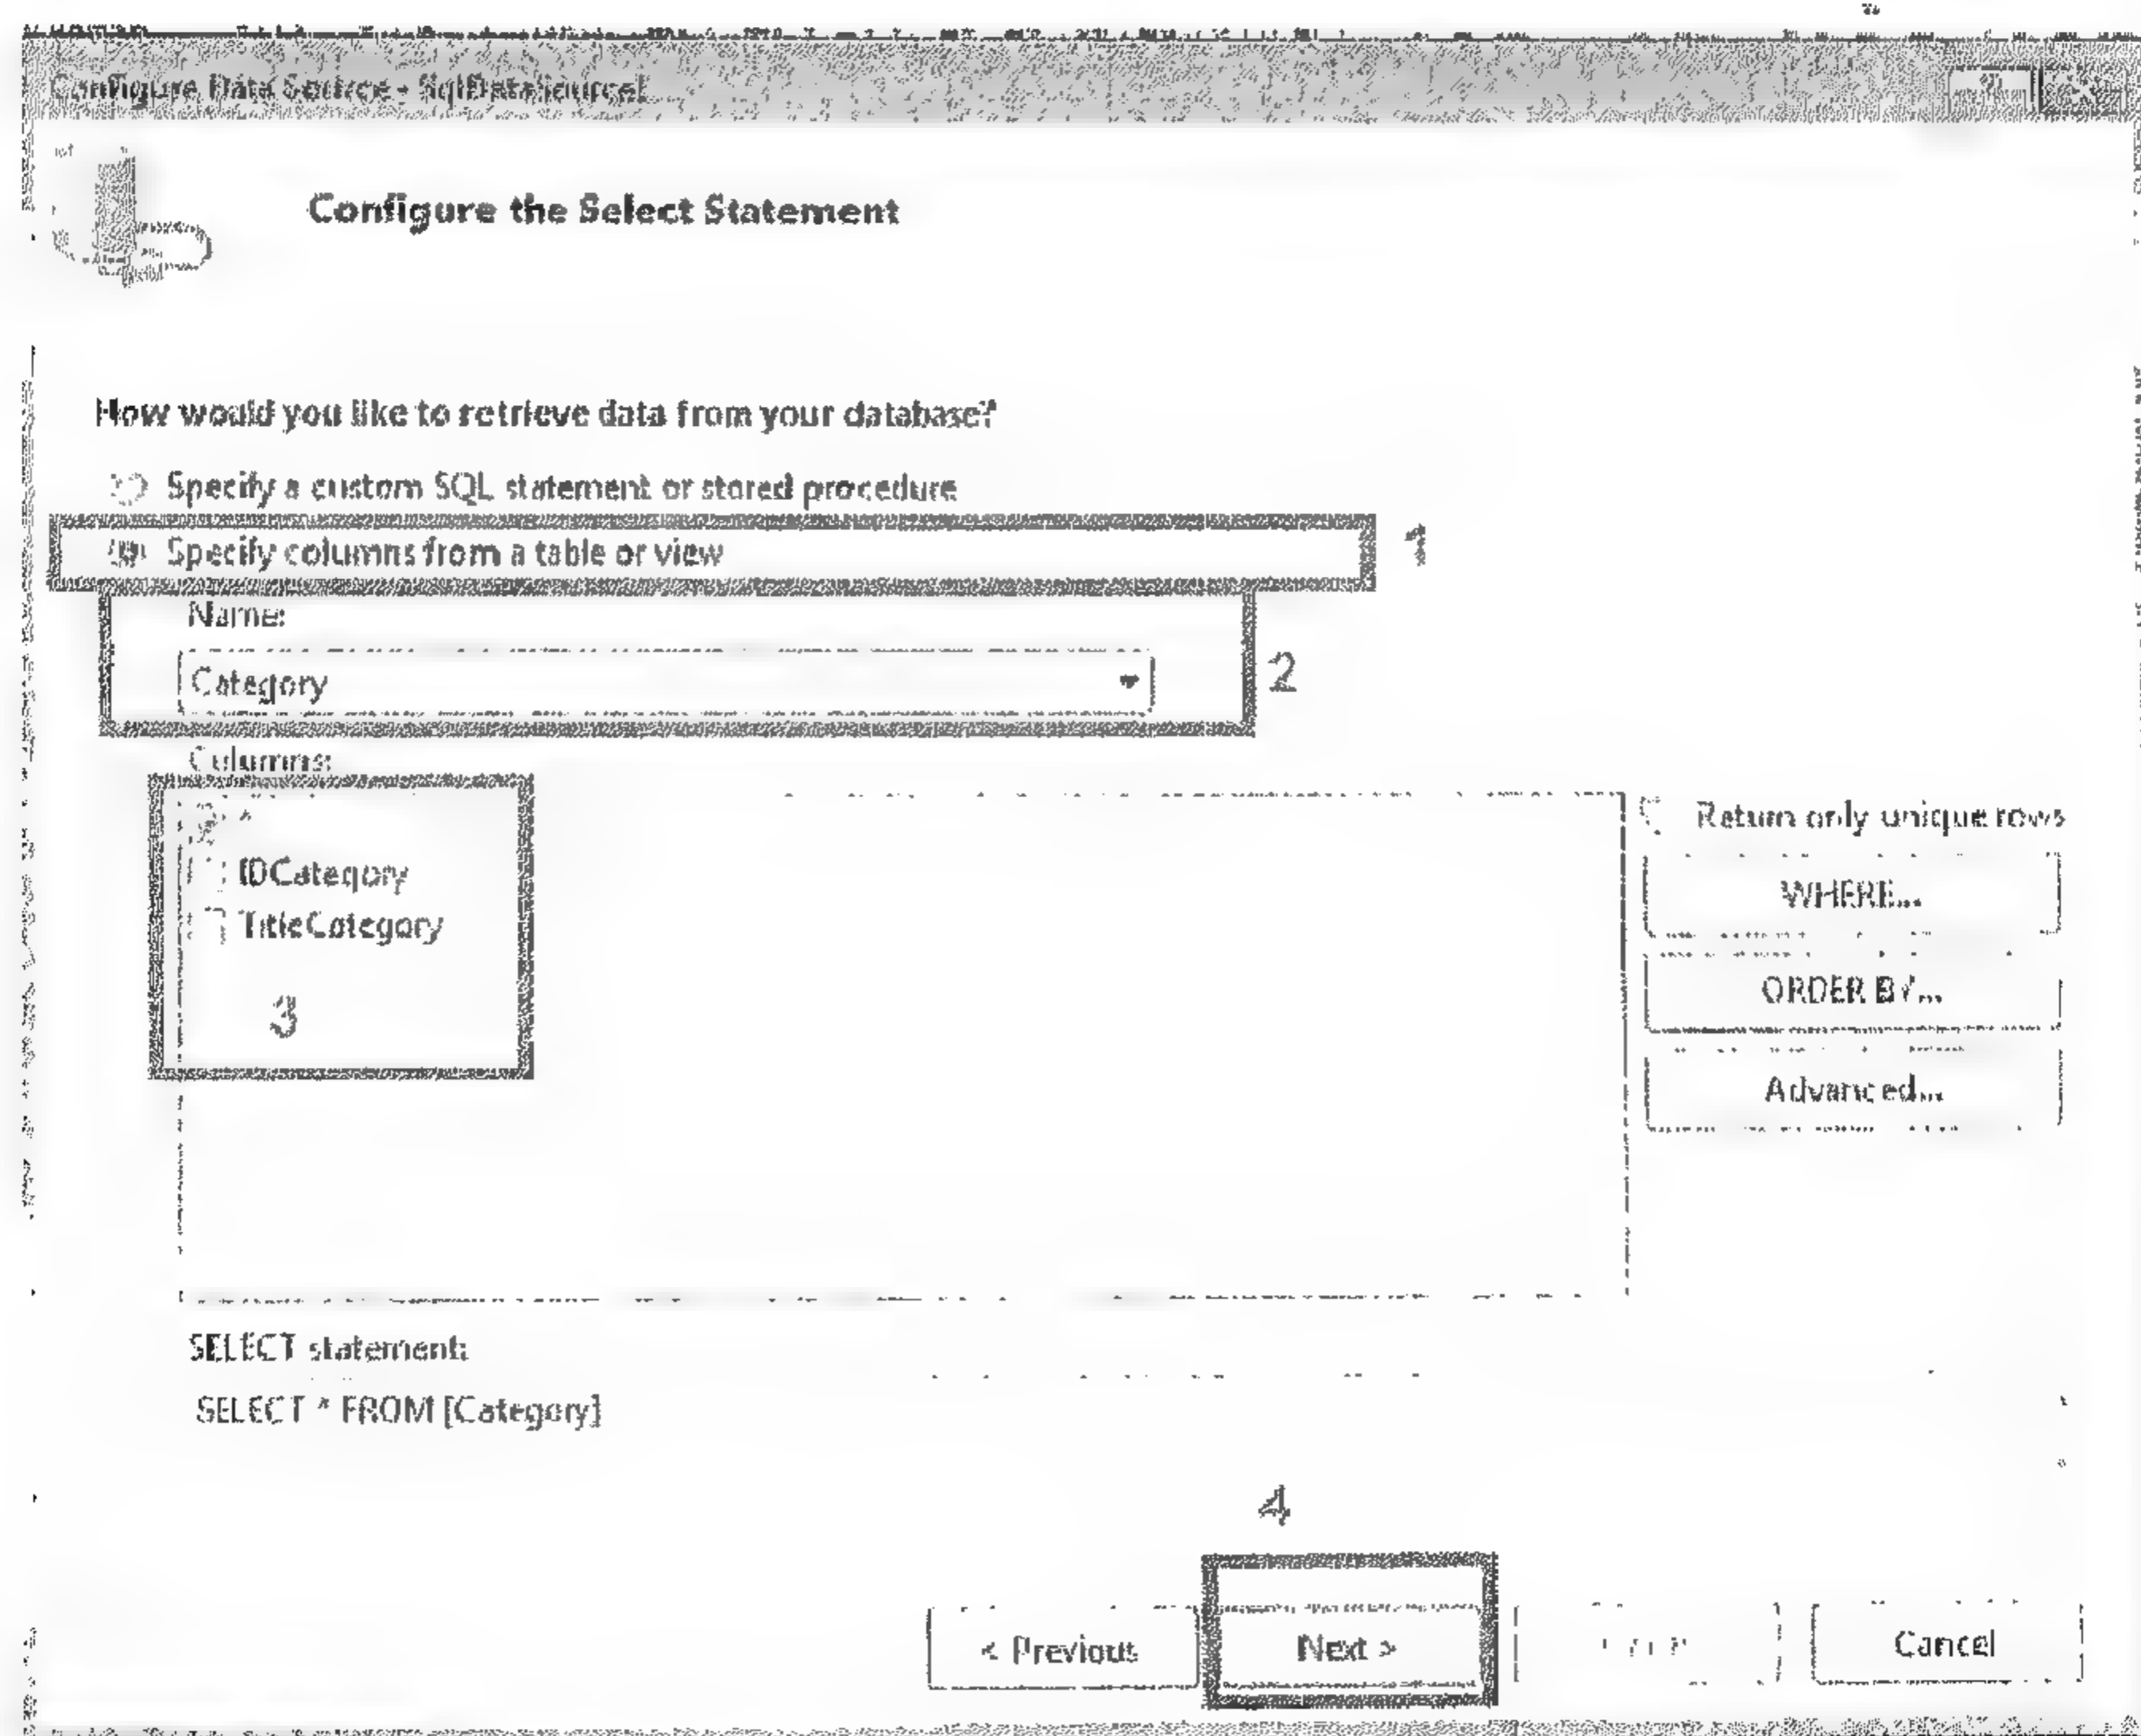 Configure Data Source - SqlDataSource1
Configure the Select Statement
How would you like to retrieve data from your database?
Specify a custom SQL statement or stored procedure
Specify columns from a table or view
1
Name:
Category
2
Columns:
*
IDCategory
TitleCategory
3
Return only unique rows
WHERE...
ORDER BY...
Advanced...
SELECT statement:
SELECT * FROM [Category]
4
< Previous
Next >
Cancel